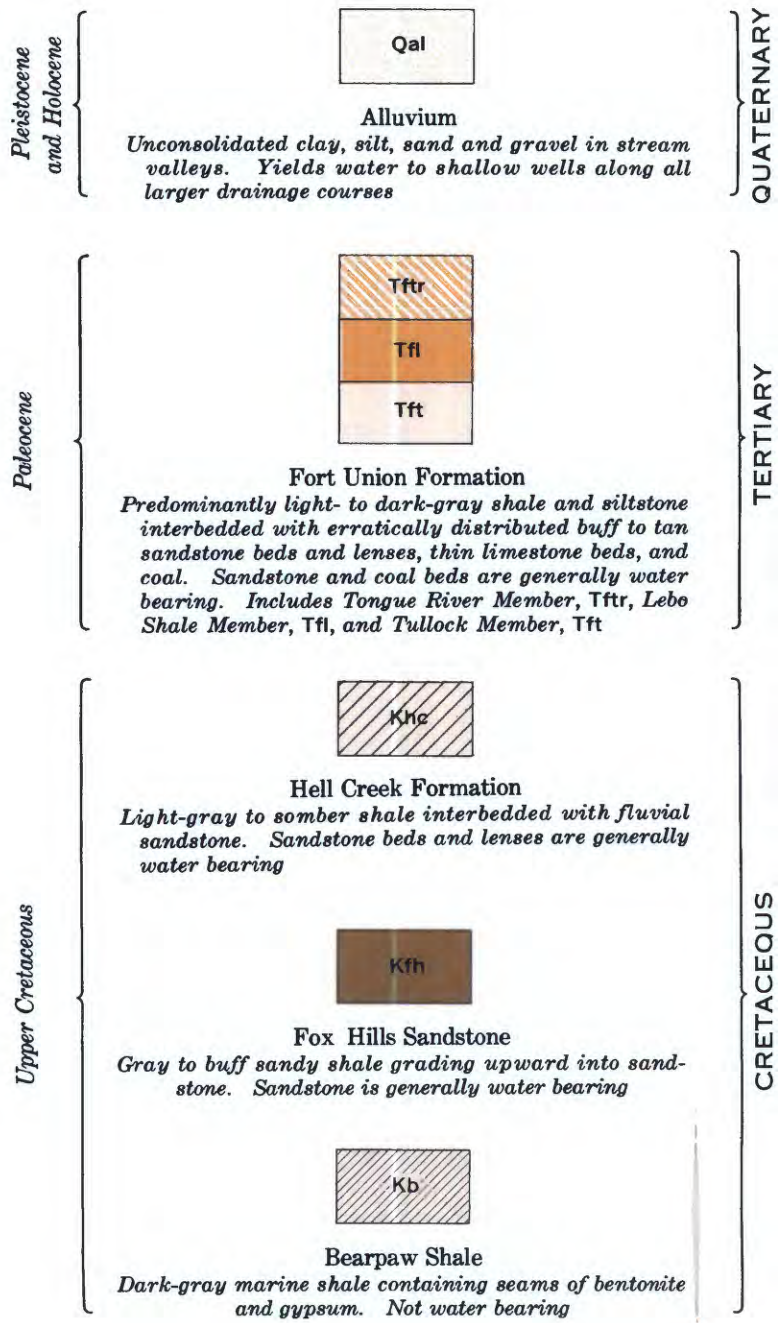 Pleistocene
and Holocene
Qal
Alluvium
Unconsolidated clay, silt, sand and gravel in stream
valleys. Yields water to shallow wells along all
larger drainage courses
QUATERNARY
Paleocene
Tftr
Tfl
Tft
Fort Union Formation
Predominantly light- to dark-gray shale and siltstone
interbedded with erratically distributed buff to tan
sandstone beds and lenses, thin limestone beds, and
coal. Sandstone and coal beds are generally water
bearing. Includes Tongue River Member, Tftr, Lebo
Shale Member, Tfl, and Tullock Member, Tft
TERTIARY
Upper Cretaceous
Khc
Hell Creek Formation
Light-gray to somber shale interbedded with fluvial
sandstone. Sandstone beds and lenses are generally
water bearing
Kfh
Fox Hills Sandstone
Gray to buff sandy shale grading upward into sand-
stone. Sandstone is generally water bearing
Kb
Bearpaw Shale
Dark-gray marine shale containing seams of bentonite
and gypsum. Not water bearing
CRETACEOUS